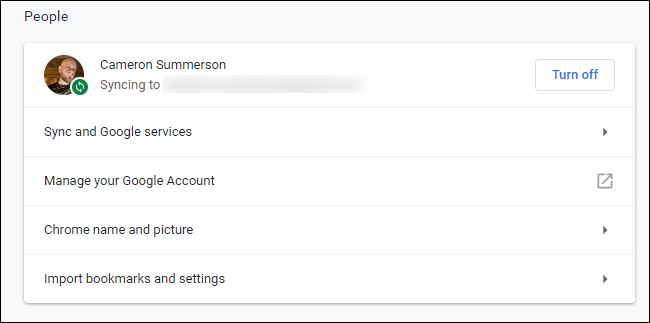 People
Cameron Summerson
Syncing to
Turn off
Sync and Google services
Manage your Google Account
Chrome name and picture
Import bookmarks and settings